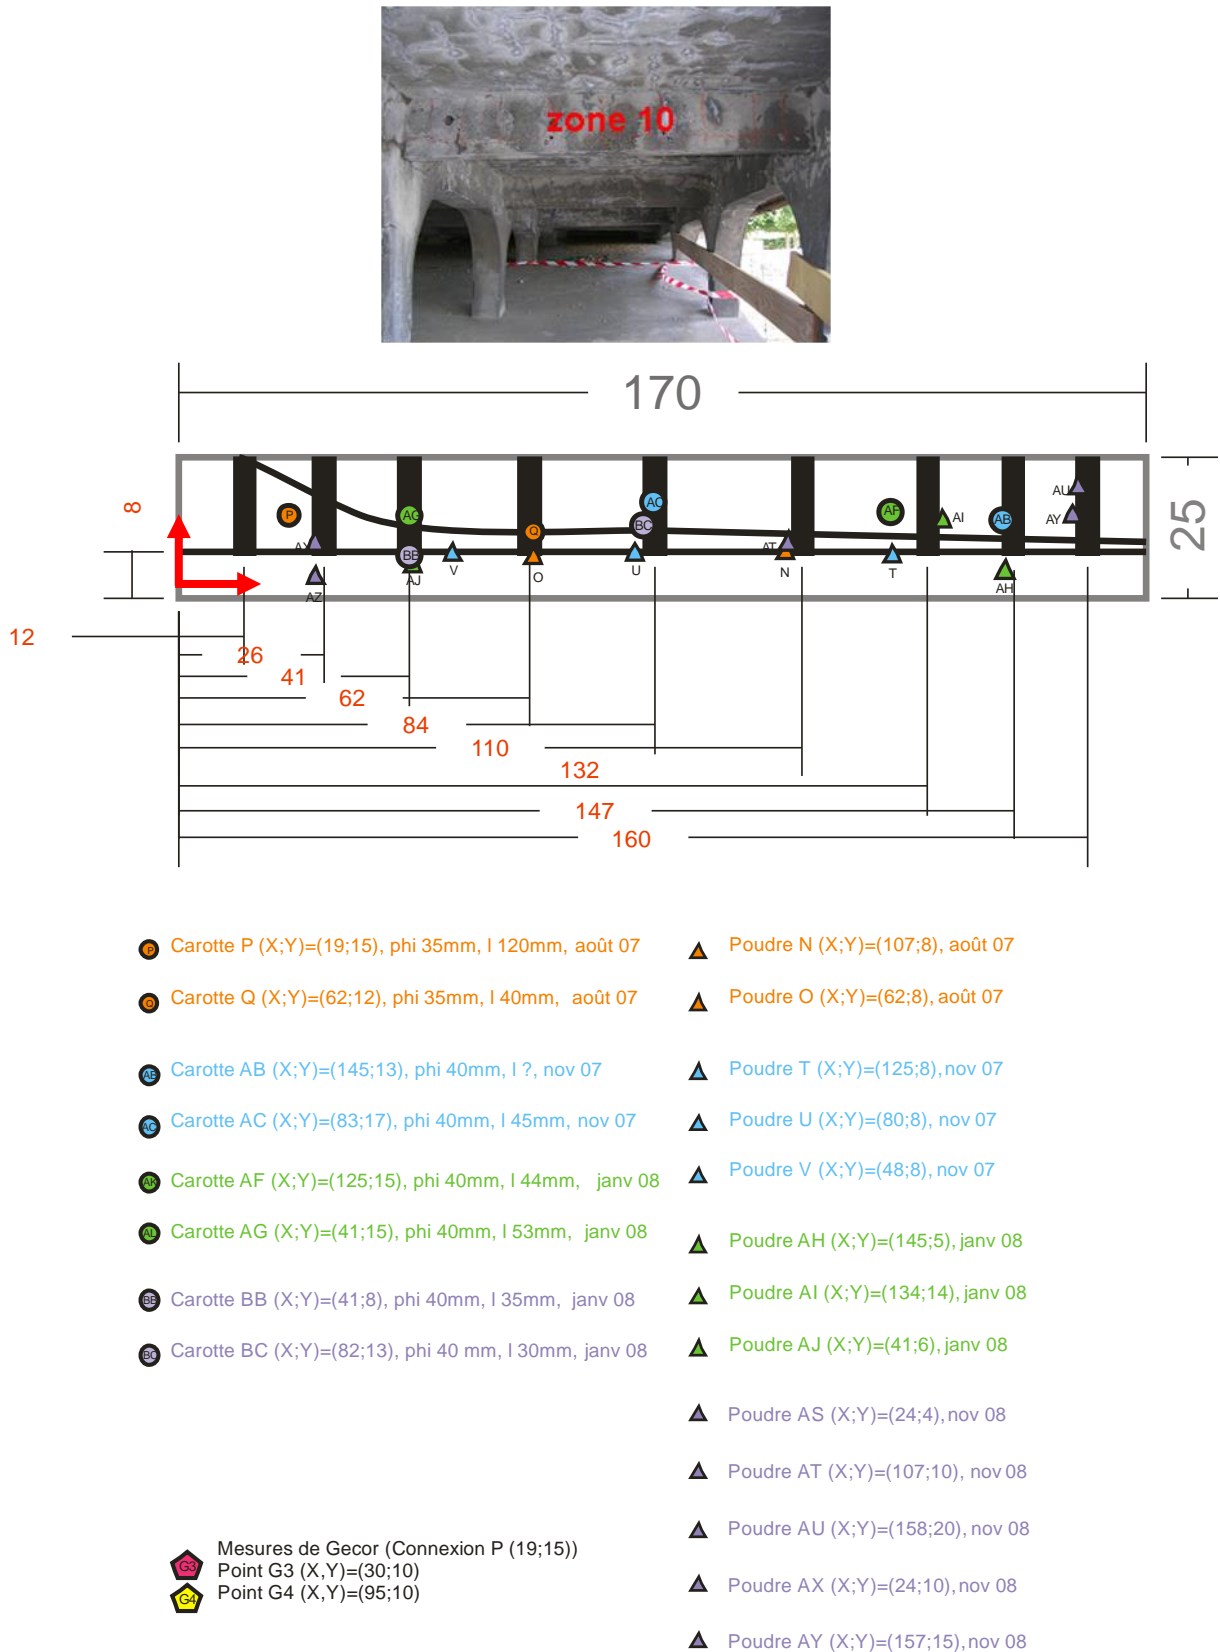 zone 10
170
8
25
P
AX
AZ
AG
BB
AJ
V
Q
O
AC
BC
U
AT
N
AF
T
AI
AB
AH
AU
AY
12
26
41
62
84
110
132
147
160
P Carotte P (X;Y)=(19;15), phi 35mm, l 120mm, août 07
Q Carotte Q (X;Y)=(62;12), phi 35mm, l 40mm, août 07
AB Carotte AB (X;Y)=(145;13), phi 40mm, l ?, nov 07
AC Carotte AC (X;Y)=(83;17), phi 40mm, l 45mm, nov 07
AK Carotte AF (X;Y)=(125;15), phi 40mm, l 44mm, janv 08
AL Carotte AG (X;Y)=(41;15), phi 40mm, l 53mm, janv 08
BB Carotte BB (X;Y)=(41;8), phi 40mm, l 35mm, janv 08
BC Carotte BC (X;Y)=(82;13), phi 40 mm, l 30mm, janv 08
Poudre N (X;Y)=(107;8), août 07
Poudre O (X;Y)=(62;8), août 07
Poudre T (X;Y)=(125;8), nov 07
Poudre U (X;Y)=(80;8), nov 07
Poudre V (X;Y)=(48;8), nov 07
Poudre AH (X;Y)=(145;5), janv 08
Poudre AI (X;Y)=(134;14), janv 08
Poudre AJ (X;Y)=(41;6), janv 08
Poudre AS (X;Y)=(24;4), nov 08
Poudre AT (X;Y)=(107;10), nov 08
Poudre AU (X;Y)=(158;20), nov 08
Poudre AX (X;Y)=(24;10), nov 08
Poudre AY (X;Y)=(157;15), nov 08
Mesures de Gecor (Connexion P (19;15))
G3 Point G3 (X,Y)=(30;10)
G4 Point G4 (X,Y)=(95;10)